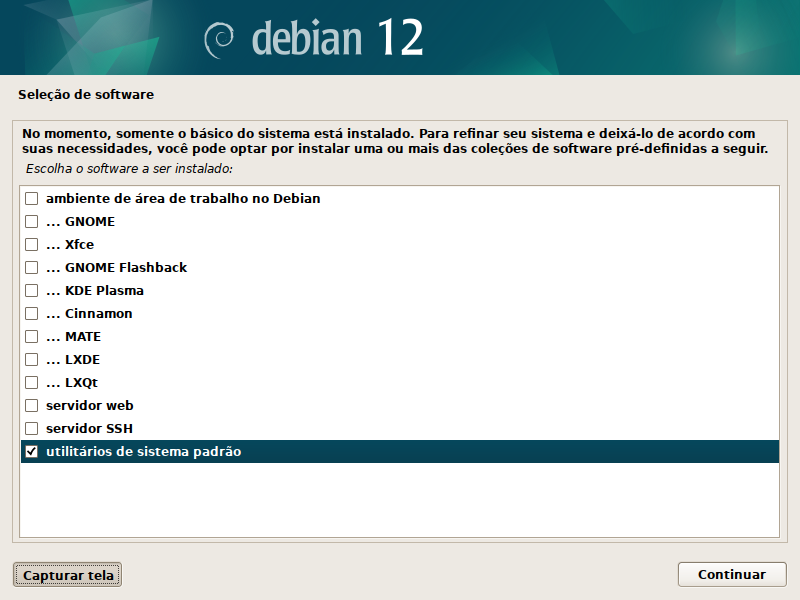 debian 12
Seleção de software
No momento, somente o básico do sistema está instalado. Para refinar seu sistema e deixá-lo de acordo com
suas necessidades, você pode optar por instalar uma ou mais das coleções de software pré-definidas a seguir.
Escolha o software a ser instalado:
ambiente de área de trabalho no Debian
... GNOME
... Xfce
... GNOME Flashback
... KDE Plasma
... Cinnamon
... MATE
... LXDE
... LXQt
servidor web
servidor SSH
utilitários de sistema padrão
Capturar tela
Continuar